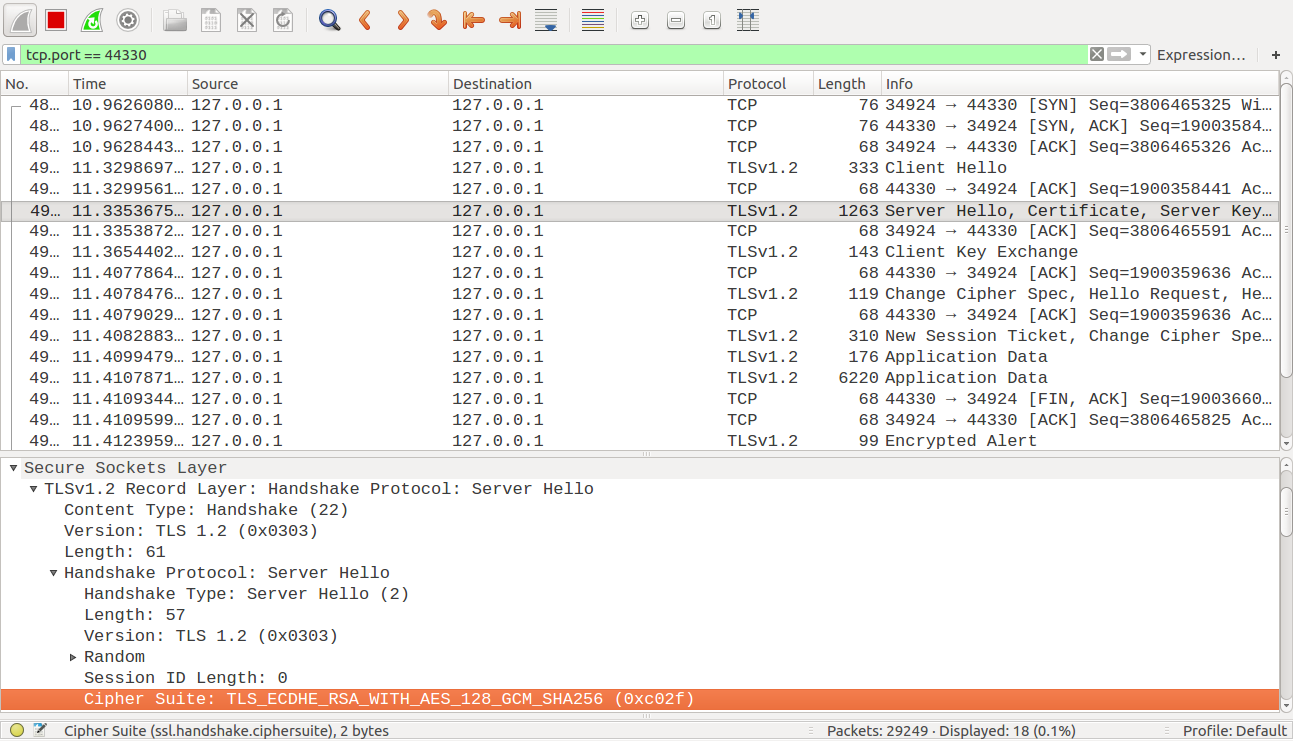 tcp.port == 44330 Expression… +
No. Time Source Destination Protocol Length Info
48… 10.9626080… 127.0.0.1 127.0.0.1 TCP 76 34924 → 44330 [SYN] Seq=3806465325 Wi…
48… 10.9627400… 127.0.0.1 127.0.0.1 TCP 76 44330 → 34924 [SYN, ACK] Seq=19003584…
48… 10.9628443… 127.0.0.1 127.0.0.1 TCP 68 34924 → 44330 [ACK] Seq=3806465326 Ac…
49… 11.3298697… 127.0.0.1 127.0.0.1 TLSv1.2 333 Client Hello
49… 11.3299561… 127.0.0.1 127.0.0.1 TCP 68 44330 → 34924 [ACK] Seq=1900358441 Ac…
49… 11.3353675… 127.0.0.1 127.0.0.1 TLSv1.2 1263 Server Hello, Certificate, Server Key…
49… 11.3353872… 127.0.0.1 127.0.0.1 TCP 68 34924 → 44330 [ACK] Seq=3806465591 Ac…
49… 11.3654402… 127.0.0.1 127.0.0.1 TLSv1.2 143 Client Key Exchange
49… 11.4077864… 127.0.0.1 127.0.0.1 TCP 68 44330 → 34924 [ACK] Seq=1900359636 Ac…
49… 11.4078476… 127.0.0.1 127.0.0.1 TLSv1.2 119 Change Cipher Spec, Hello Request, He…
49… 11.4079029… 127.0.0.1 127.0.0.1 TCP 68 44330 → 34924 [ACK] Seq=1900359636 Ac…
49… 11.4082883… 127.0.0.1 127.0.0.1 TLSv1.2 310 New Session Ticket, Change Cipher Spe…
49… 11.4099479… 127.0.0.1 127.0.0.1 TLSv1.2 176 Application Data
49… 11.4107871… 127.0.0.1 127.0.0.1 TLSv1.2 6220 Application Data
49… 11.4109344… 127.0.0.1 127.0.0.1 TCP 68 44330 → 34924 [FIN, ACK] Seq=19003660…
49… 11.4109599… 127.0.0.1 127.0.0.1 TCP 68 34924 → 44330 [ACK] Seq=3806465825 Ac…
49… 11.4123959… 127.0.0.1 127.0.0.1 TLSv1.2 99 Encrypted Alert
Secure Sockets Layer
TLSv1.2 Record Layer: Handshake Protocol: Server Hello
Content Type: Handshake (22)
Version: TLS 1.2 (0x0303)
Length: 61
Handshake Protocol: Server Hello
Handshake Type: Server Hello (2)
Length: 57
Version: TLS 1.2 (0x0303)
Random
Session ID Length: 0
Cipher Suite: TLS_ECDHE_RSA_WITH_AES_128_GCM_SHA256 (0xc02f)
Cipher Suite (ssl.handshake.ciphersuite), 2 bytes Packets: 29249 · Displayed: 18 (0.1%) Profile: Default